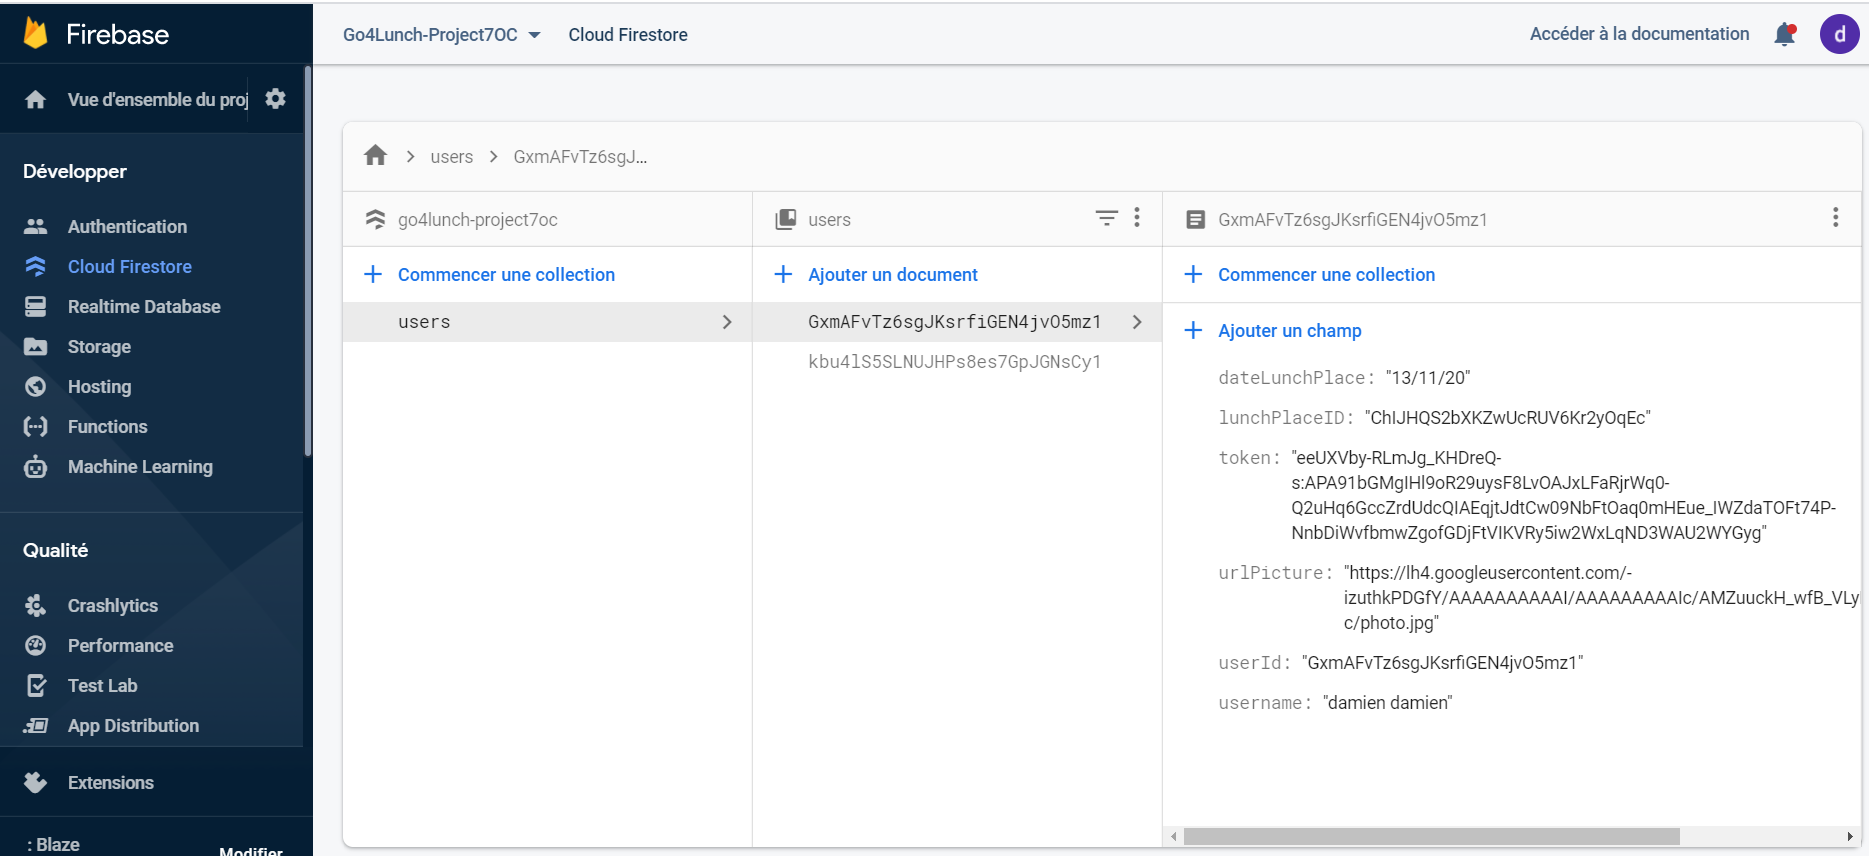 Firebase
Go4Lunch-Project7OC
Cloud Firestore
Accéder à la documentation
d
Vue d'ensemble du proj
Développer
Authentication
Cloud Firestore
Realtime Database
Storage
Hosting
Functions
Machine Learning
Qualité
Crashlytics
Performance
Test Lab
App Distribution
Extensions
: Blaze
Modifier
users
GxmAFvTz6sgJ...
go4lunch-project7oc
Commencer une collection
users
users
Ajouter un document
GxmAFvTz6sgJKsrfiGEN4jvO5mz1
kbu4lS5SLNUJHPs8es7GpJGNsCy1
GxmAFvTz6sgJKsrfiGEN4jvO5mz1
Commencer une collection
Ajouter un champ
dateLunchPlace: "13/11/20"
lunchPlaceID: "ChIJHQS2bXKZwUcRUV6Kr2yOqEc"
token: "eeUXVby-RLmJg_KHDreQ-
s:APA91bGMgIHl9oR29uysF8LvOAJxLFaRjrWq0-
Q2uHq6GccZrdUdcQIAEqjtJdtCw09NbFtOaq0mHEue_IWZdaTOFt74P-
NnbDiWvfbmwZgofGDjFtVIKVRy5iw2WxLqND3WAU2WYGyg"
urlPicture: "https://lh4.googleusercontent.com/-
izuthkPDGfY/AAAAAAAAAAI/AAAAAAAAAIc/AMZuuckH_wfB_VLy
c/photo.jpg"
userId: "GxmAFvTz6sgJKsrfiGEN4jvO5mz1"
username: "damien damien"